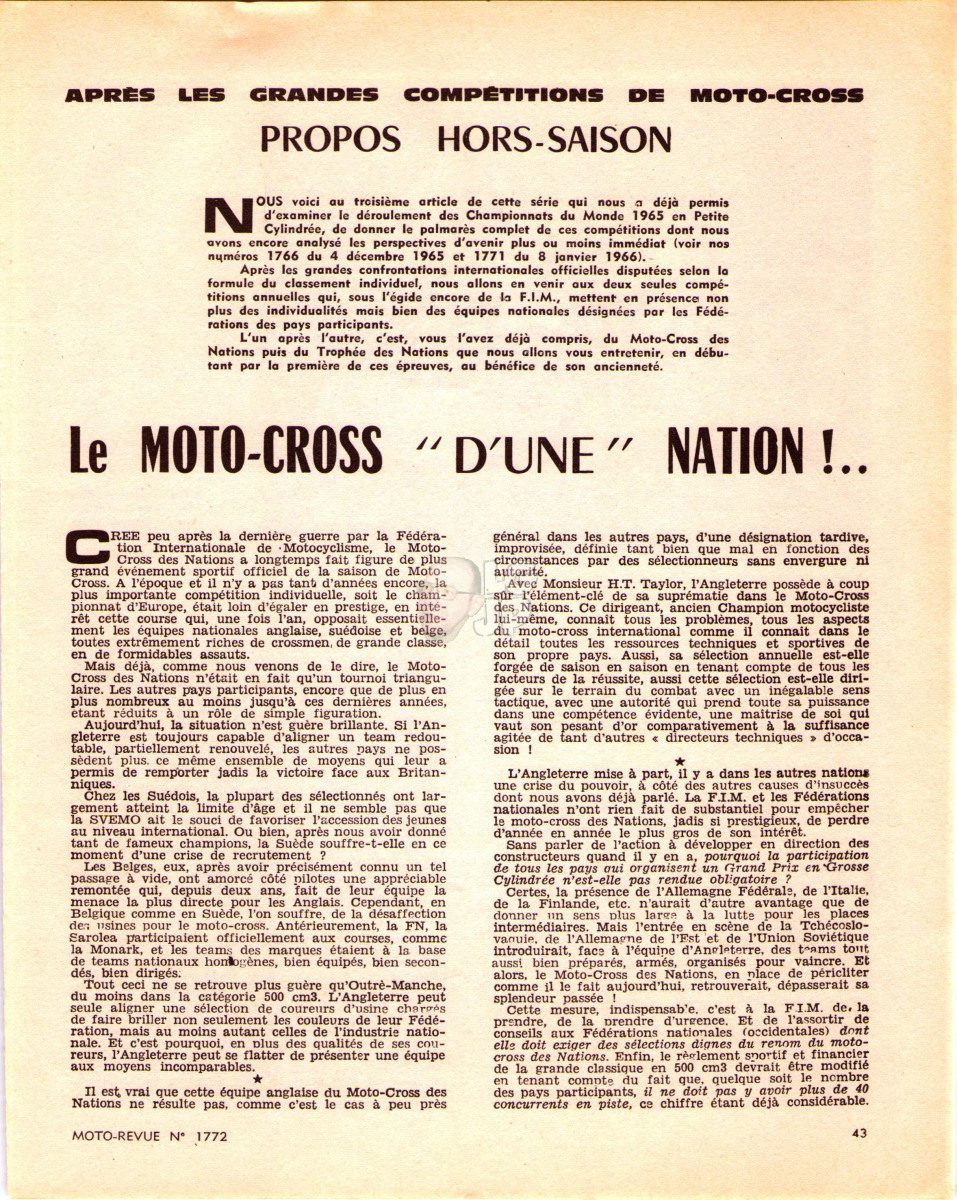 APRÈS LES GRANDES COMPÉTITIONS DE MOTO-CROSS
PROPOS HORS-SAISON
NOUS voici au troisième article de cette série qui nous a déjà permis
d'examiner le déroulement des Championnats du Monde 1965 en Petite
Cylindrée, de donner le palmarès complet de ces compétitions dont nous
avons encore analysé les perspectives d'avenir plus ou moins immédiat (voir nos
numéros 1766 du 4 décembre 1965 et 1771 du 8 janvier 1966).
Après les grandes confrontations internationales officielles disputées selon la
formule du classement individuel, nous allons en venir aux deux seules compé-
titions annuelles qui, sous l'égide encore de la F.I.M., mettent en présence non
plus des individualités mais bien des équipes nationales désignées par les Fédé-
rations des pays participants.
L'un après l'autre, c'est, vous l'avez déjà compris, du Moto-Cross des
Nations puis du Trophée des Nations que nous allons vous entretenir, en débu-
tant par la première de ces épreuves, au bénéfice de son ancienneté.
Le MOTO-CROSS "D'UNE" NATION !..
CREE peu après la dernière guerre par la Fédéra-
tion Internationale de Motocyclisme, le Moto-
Cross des Nations a longtemps fait figure de plus
grand événement sportif officiel de la saison de Moto-
Cross. A l'époque et il n'y a pas tant d'années encore, la
plus importante compétition individuelle, soit le cham-
pionnat d'Europe, était loin d'égaler en prestige, en inté-
rêt cette course qui, une fois l'an, opposait essentielle-
ment les équipes nationales anglaise, suédoise et belge,
toutes extrêmement riches de crossmen, de grande classe,
en de formidables assauts.
Mais déjà, comme nous venons de le dire, le Moto-
Cross des Nations n'était en fait qu'un tournoi triangu-
laire. Les autres pays participants, encore que de plus en
plus nombreux au moins jusqu'à ces dernières années,
étant réduits à un rôle de simple figuration.
Aujourd'hui, la situation n'est guère brillante. Si l'An-
gleterre est toujours capable d'aligner un team redou-
table, partiellement renouvelé, les autres pays ne pos-
sèdent plus ce même ensemble de moyens qui leur a
permis de remporter jadis la victoire face aux Britan-
niques.
Chez les Suédois, la plupart des sélectionnés ont lar-
gement atteint la limite d'âge et il ne semble pas que
la SVEMO ait le souci de favoriser l'accession des jeunes
au niveau international. Ou bien, après nous avoir donné
tant de fameux champions, la Suède souffre-t-elle en ce
moment d'une crise de recrutement ?
Les Belges, eux, après avoir précisément connu un tel
passage à vide, ont amorcé côté pilotes une appréciable
remontée qui, depuis deux ans, fait de leur équipe la
menace la plus directe pour les Anglais. Cependant, en
Belgique comme en Suède, l'on souffre, de la désaffection
des usines pour le moto-cross. Antérieurement, la FN, la
Sarolea participaient officiellement aux courses, comme
la Monark, et les teams des marques étaient à la base
de teams nationaux homogènes, bien équipés, bien secon-
dés, bien dirigés.
Tout ceci ne se retrouve plus guère qu'Outre-Manche,
du moins dans la catégorie 500 cm3. L'Angleterre peut
seule aligner une sélection de coureurs d'usine chargés
de faire briller non seulement les couleurs de leur Fédé-
ration, mais au moins autant celles de l'industrie natio-
nale. Et c'est pourquoi, en plus des qualités de ses cou-
reurs, l'Angleterre peut se flatter de présenter une équipe
aux moyens incomparables.
★
Il est vrai que cette équipe anglaise du Moto-Cross des
Nations ne résulte pas, comme c'est le cas à peu près
général dans les autres pays, d'une désignation tardive,
improvisée, définie tant bien que mal en fonction des
circonstances par des sélectionneurs sans envergure ni
autorité.
Avec Monsieur H.T. Taylor, l'Angleterre possède à coup
sûr l'élément-clé de sa suprématie dans le Moto-Cross
des Nations. Ce dirigeant, ancien Champion motocycliste
lui-même, connaît tous les problèmes, tous les aspects
du moto-cross international comme il connaît dans le
détail toutes les ressources techniques et sportives de
son propre pays. Aussi, sa sélection annuelle est-elle
forgée de saison en saison en tenant compte de tous les
facteurs de la réussite, aussi cette sélection est-elle diri-
gée sur le terrain du combat avec un inégalable sens
tactique, avec une autorité qui prend toute sa puissance
dans une compétence évidente, une maîtrise de soi qui
vaut son pesant d'or comparativement à la suffisance
agitée de tant d'autres « directeurs techniques » d'occa-
sion !
★
L'Angleterre mise à part, il y a dans les autres nations
une crise du pouvoir, à côté des autres causes d'insuccès
dont nous avons déjà parlé. La F.I.M. et les Fédérations
nationales n'ont rien fait de substantiel pour empêcher
le moto-cross des Nations, jadis si prestigieux, de perdre
d'année en année le plus gros de son intérêt.
Sans parler de l'action à développer en direction des
constructeurs quand il y en a, pourquoi la participation
de tous les pays qui organisent un Grand Prix en Grosse
Cylindrée n'est-elle pas rendue obligatoire ?
Certes, la présence de l'Allemagne Fédérale, de l'Italie,
de la Finlande, etc. n'aurait d'autre avantage que de
donner un sens plus large à la lutte pour les places
intermédiaires. Mais l'entrée en scène de la Tchécoslo-
vaquie, de l'Allemagne de l'Est et de l'Union Soviétique
introduirait, face à l'équipe d'Angleterre, des teams tout
aussi bien préparés, armés, organisés pour vaincre. Et
alors, le Moto-Cross des Nations, en place de péricliter
comme il le fait aujourd'hui, retrouverait, dépasserait sa
splendeur passée !
Cette mesure, indispensable, c'est à la F.I.M. de la
prendre, de la prendre d'urgence. Et de l'assortir de
conseils aux Fédérations nationales (occidentales) dont
elle doit exiger des sélections dignes du renom du moto-
cross des Nations. Enfin, le règlement sportif et financier
de la grande classique en 500 cm3 devrait être modifié
en tenant compte du fait que, quelque soit le nombre
des pays participants, il ne doit pas y avoir plus de 40
concurrents en piste, ce chiffre étant déjà considérable.
MOTO-REVUE N° 1772
43